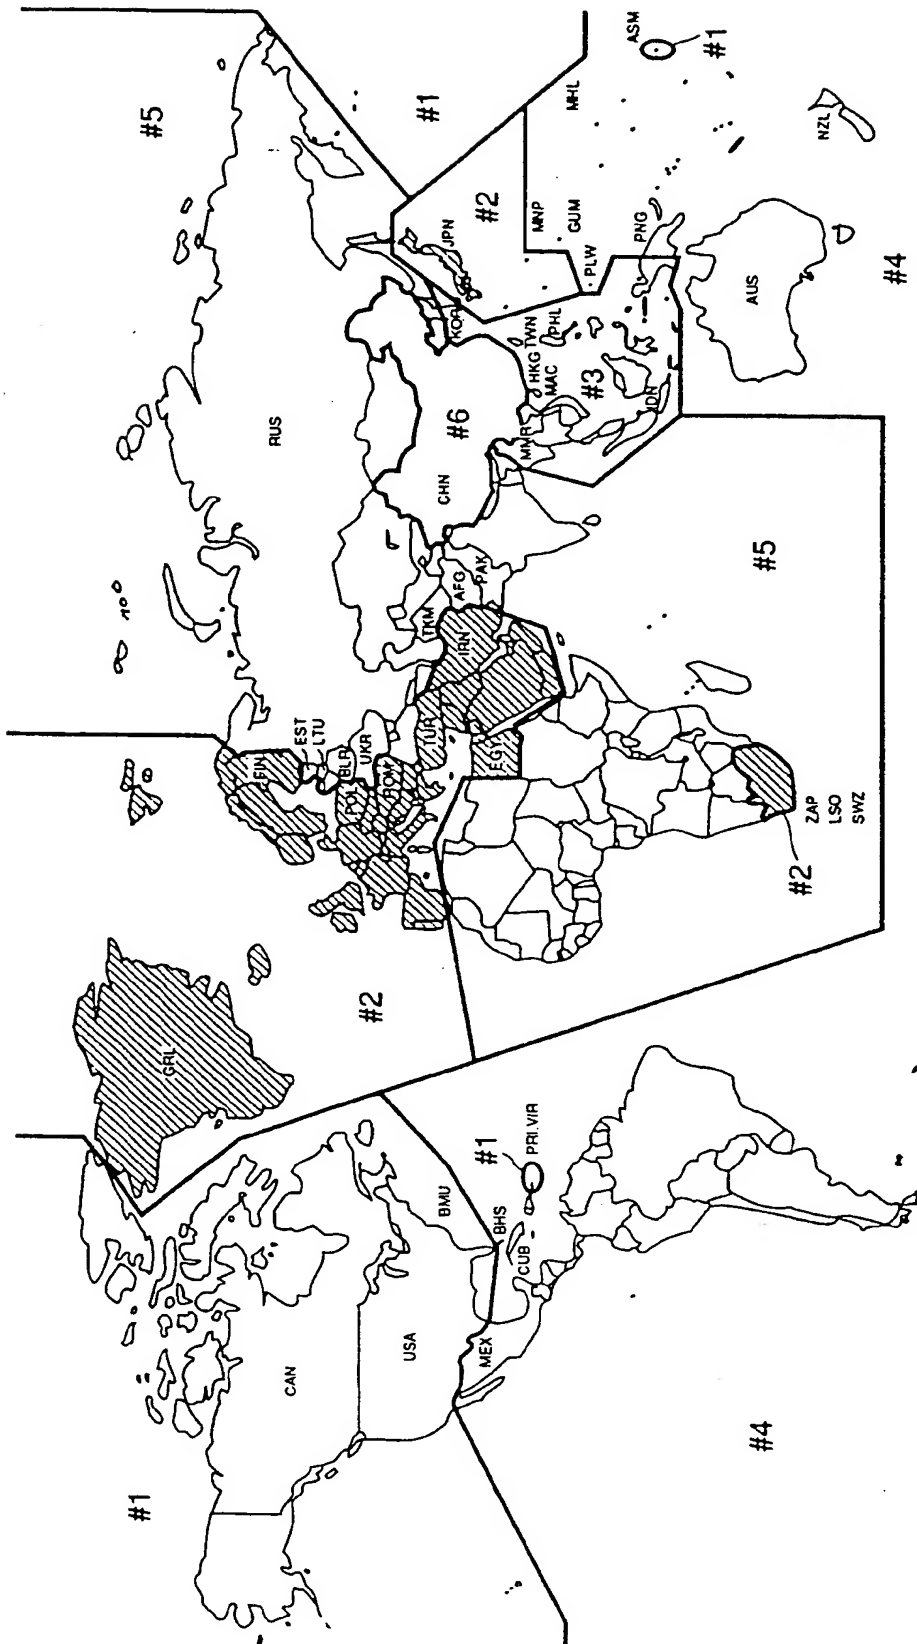 #1
CAN
USA
MEX
#4
BMU
BHS
CUB
#1
PRI.VIR
GRL
#2
FIN
EST
LTU
BLR
UKR
POL
ROM
TUR
EGY
IRN
TKM
AFG
PAK
RUS
#5
CHN
#6
KOR
JPN
#2
#1
MMR
HKG
MAC
TWN
PHL
#3
IDN
MNP
GUM
PLW
MHL
PNG
ASM
#1
AUS
NZL
#4
#5
#2
ZAP
LSO
SWZ